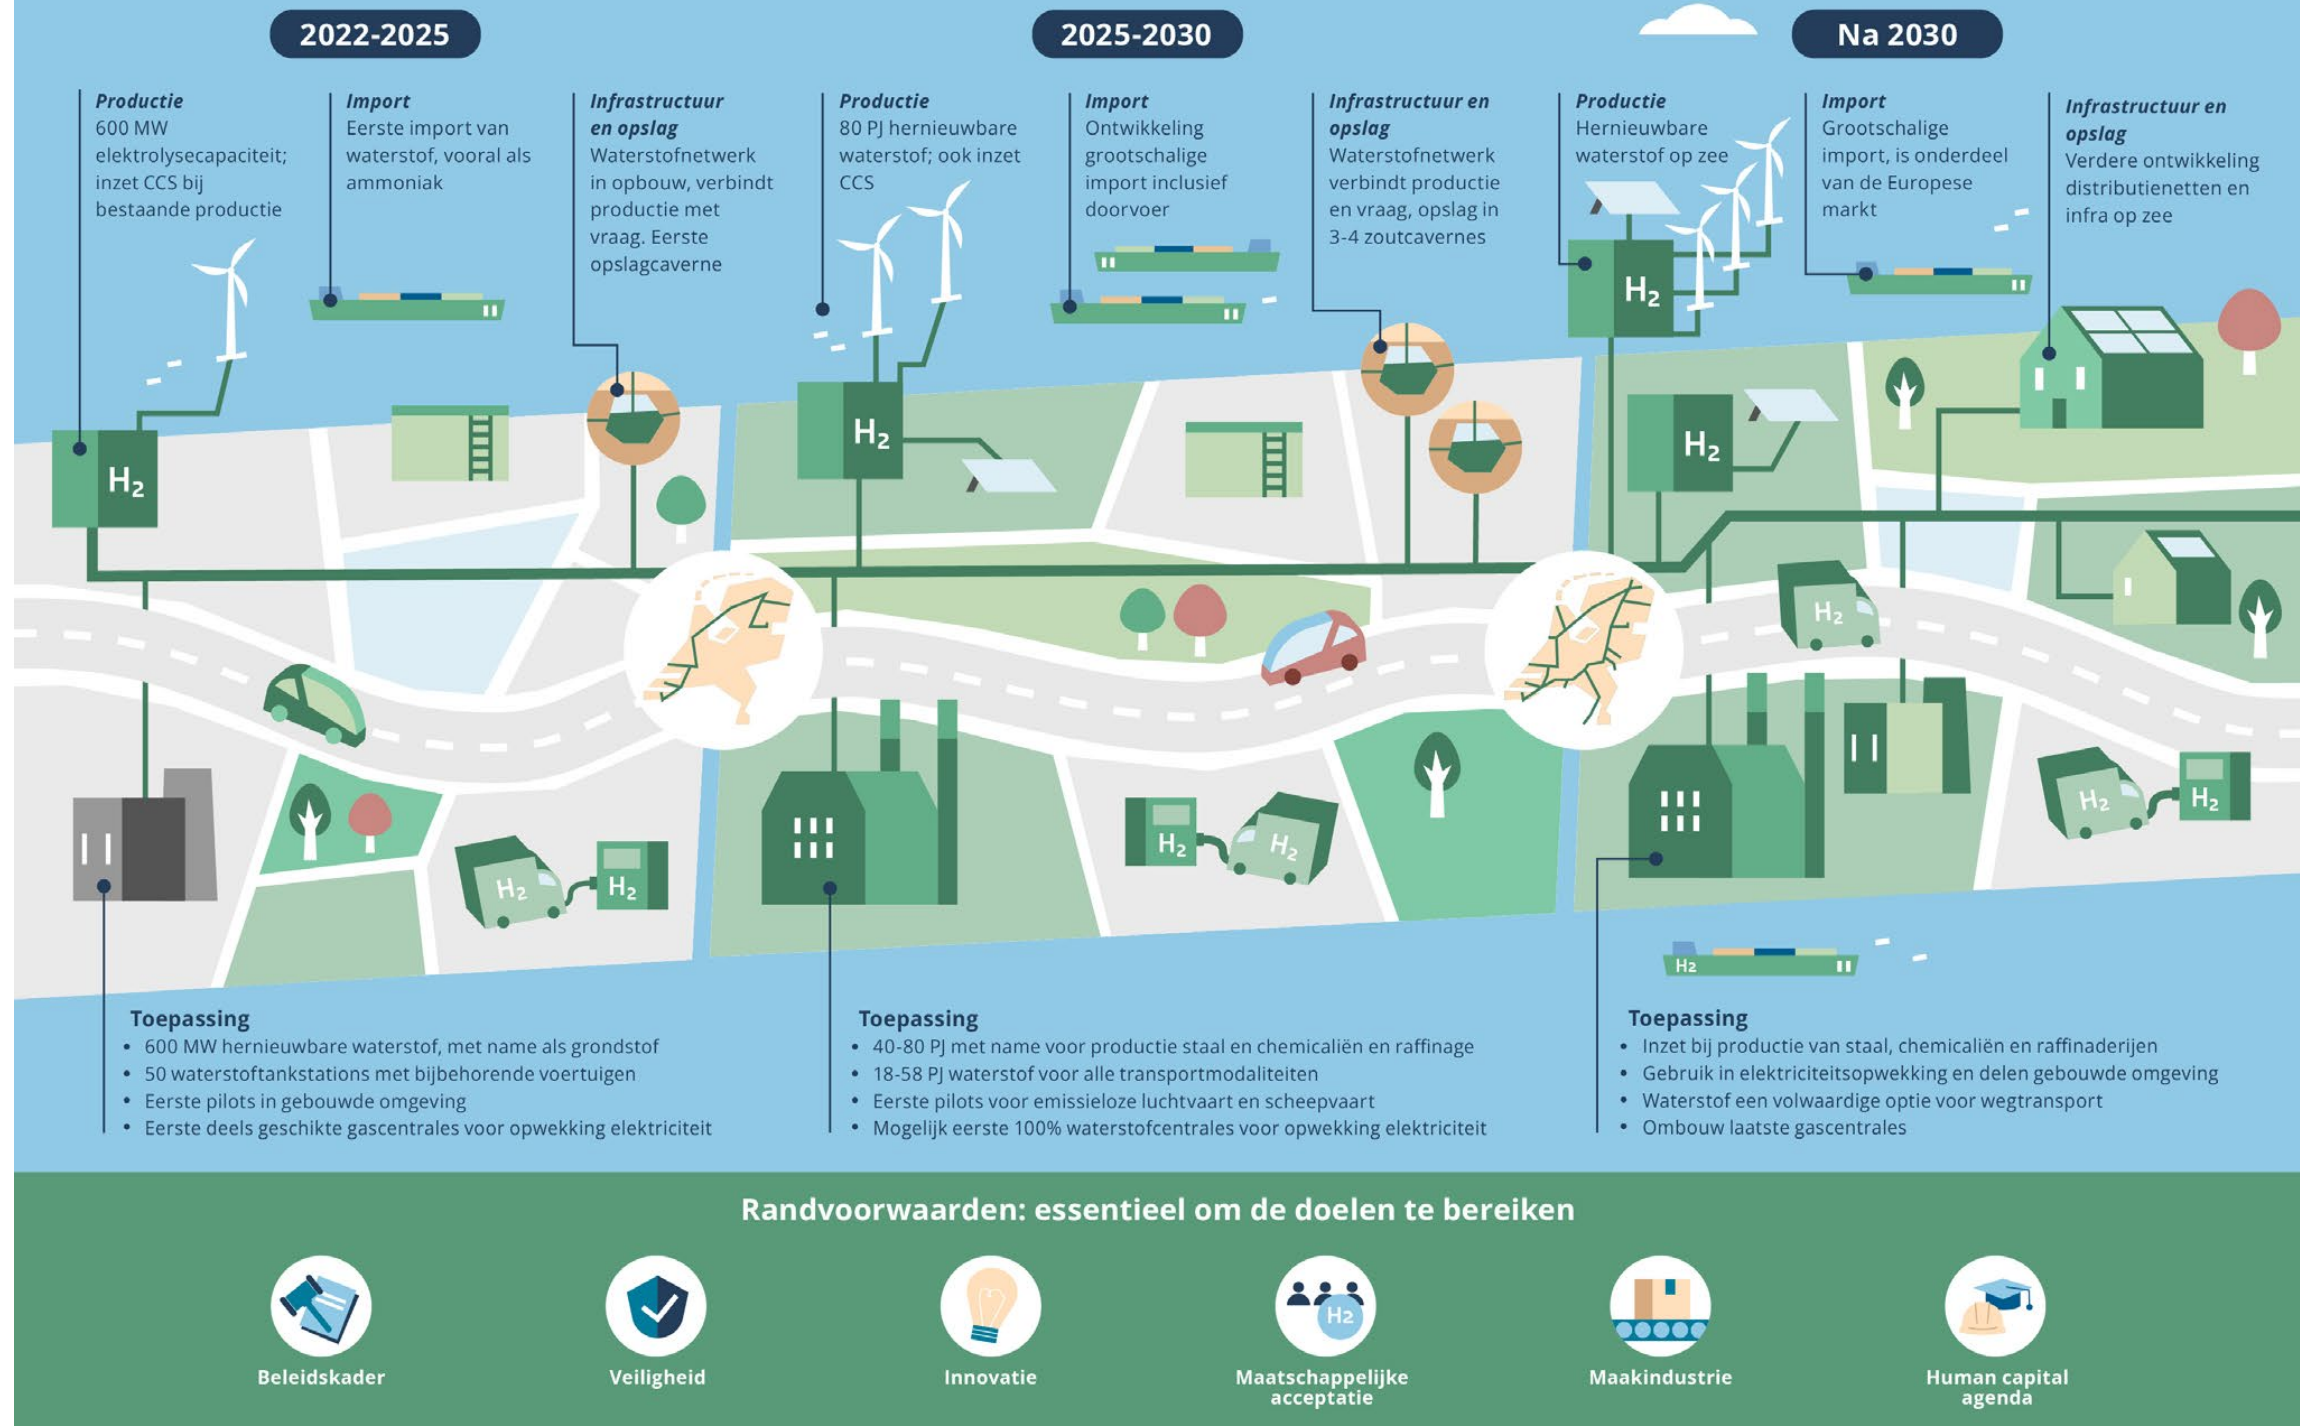 2022-2025
Productie
600 MW
elektrolysecapaciteit;
inzet CCS bij
bestaande productie
Import
Eerste import van
waterstof, vooral als
ammoniak
Infrastructuur
en opslag
Waterstofnetwerk
in opbouw, verbindt
productie met
vraag. Eerste
opslagcaverne
2025-2030
Productie
80 PJ hernieuwbare
waterstof; ook inzet
CCS
Import
Ontwikkeling
grootschalige
import inclusief
doorvoer
Infrastructuur en
opslag
Waterstofnetwerk
verbindt productie
en vraag, opslag in
3-4 zoutcavernes
Na 2030
Productie
Hernieuwbare
waterstof op zee
Import
Grootschalige
import, is onderdeel
van de Europese
markt
Infrastructuur en
opslag
Verdere ontwikkeling
distributienetten en
infra op zee
H2
H2
H2
H2
H2
H2
H2
H2
H2
H2
H2
H2
Toepassing
• 600 MW hernieuwbare waterstof, met name als grondstof
• 50 waterstoftankstations met bijbehorende voertuigen
• Eerste pilots in gebouwde omgeving
• Eerste deels geschikte gascentrales voor opwekking elektriciteit
Toepassing
• 40-80 PJ met name voor productie staal en chemicaliën en raffinage
• 18-58 PJ waterstof voor alle transportmodaliteiten
• Eerste pilots voor emissieloze luchtvaart en scheepvaart
• Mogelijk eerste 100% waterstofcentrales voor opwekking elektriciteit
Toepassing
• Inzet bij productie van staal, chemicaliën en raffinaderijen
• Gebruik in elektriciteitsopwekking en delen gebouwde omgeving
• Waterstof een volwaardige optie voor wegtransport
• Ombouw laatste gascentrales
Randvoorwaarden: essentieel om de doelen te bereiken
H2
Beleidskader
Veiligheid
Innovatie
Maatschappelijke
acceptatie
Maakindustrie
Human capital
agenda